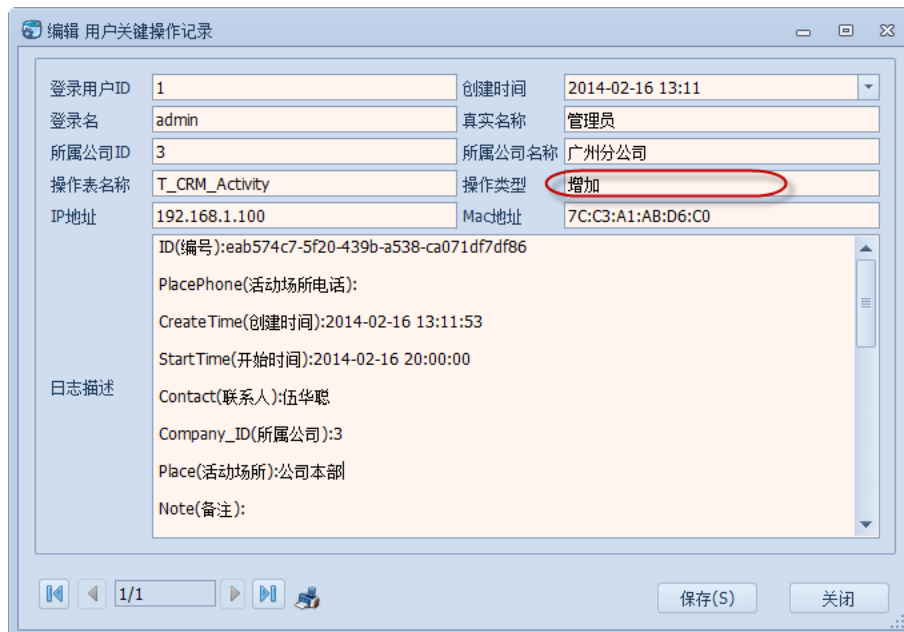 编辑 用户关键操作记录
登录用户ID 1 创建时间 2014-02-16 13:11
登录名 admin 真实名称 管理员
所属公司ID 3 所属公司名称 广州分公司
操作表名称 T_CRM_Activity 操作类型 增加
IP地址 192.168.1.100 Mac地址 7C:C3:A1:AB:D6:C0
ID(编号):eab574c7-5f20-439b-a538-ca071df7df86
PlacePhone(活动场所电话):
CreateTime(创建时间):2014-02-16 13:11:53
StartTime(开始时间):2014-02-16 20:00:00
日志描述
Contact(联系人):伍华聪
Company_ID(所属公司):3
Place(活动场所):公司本部
Note(备注):
1/1 保存(S) 关闭